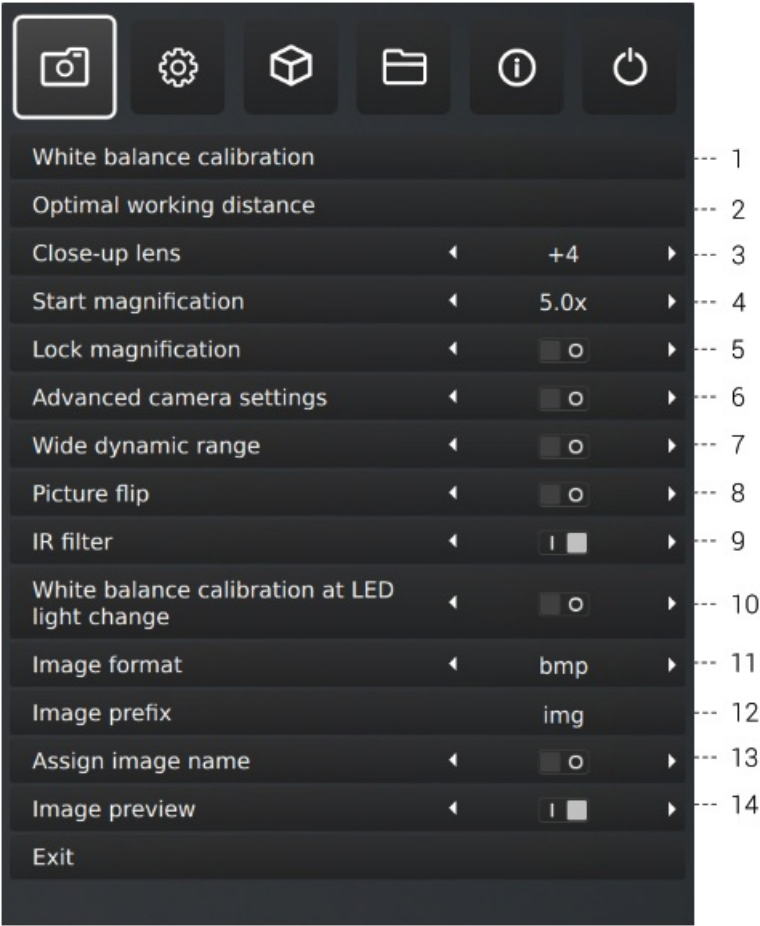 White balance calibration --- 1
Optimal working distance --- 2
Close-up lens +4 --- 3
Start magnification 5.0x --- 4
Lock magnification O --- 5
Advanced camera settings O --- 6
Wide dynamic range O --- 7
Picture flip O --- 8
IR filter I --- 9
White balance calibration at LED
light change O --- 10
Image format bmp --- 11
Image prefix img --- 12
Assign image name O --- 13
Image preview I --- 14
Exit